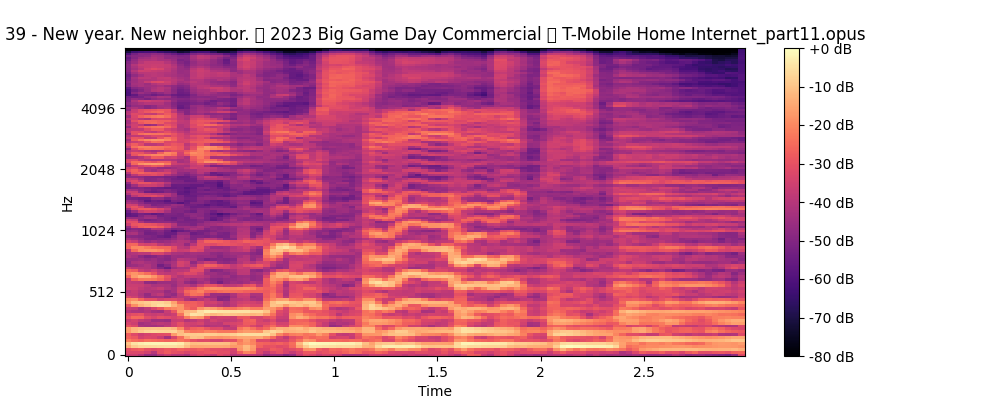 39 - New year. New neighbor. 🏈 2023 Big Game Day Commercial 🏈 T-Mobile Home Internet_part11.opus
+0 dB
-10 dB
-20 dB
-30 dB
-40 dB
-50 dB
-60 dB
-70 dB
-80 dB
4096
2048
1024
512
0
Hz
0 0.5 1 1.5 2 2.5
Time